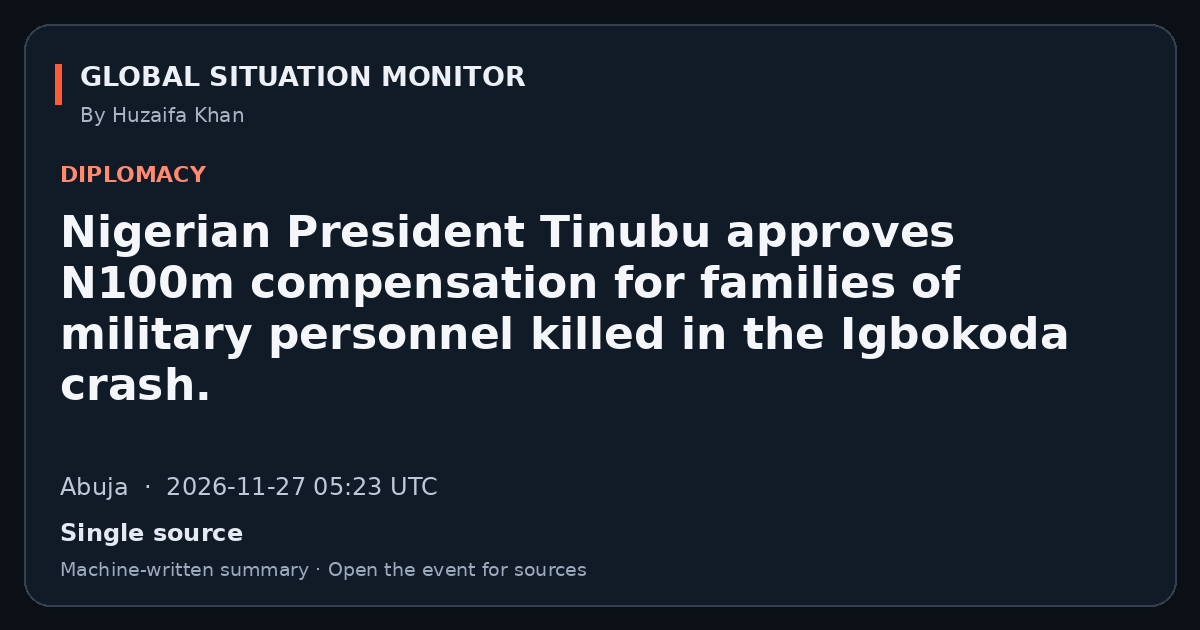 GLOBAL SITUATION MONITOR
By Huzaifa Khan
DIPLOMACY
Nigerian President Tinubu approves
N100m compensation for families of
military personnel killed in the Igbokoda
crash.
Abuja · 2026-11-27 05:23 UTC
Single source
Machine-written summary · Open the event for sources